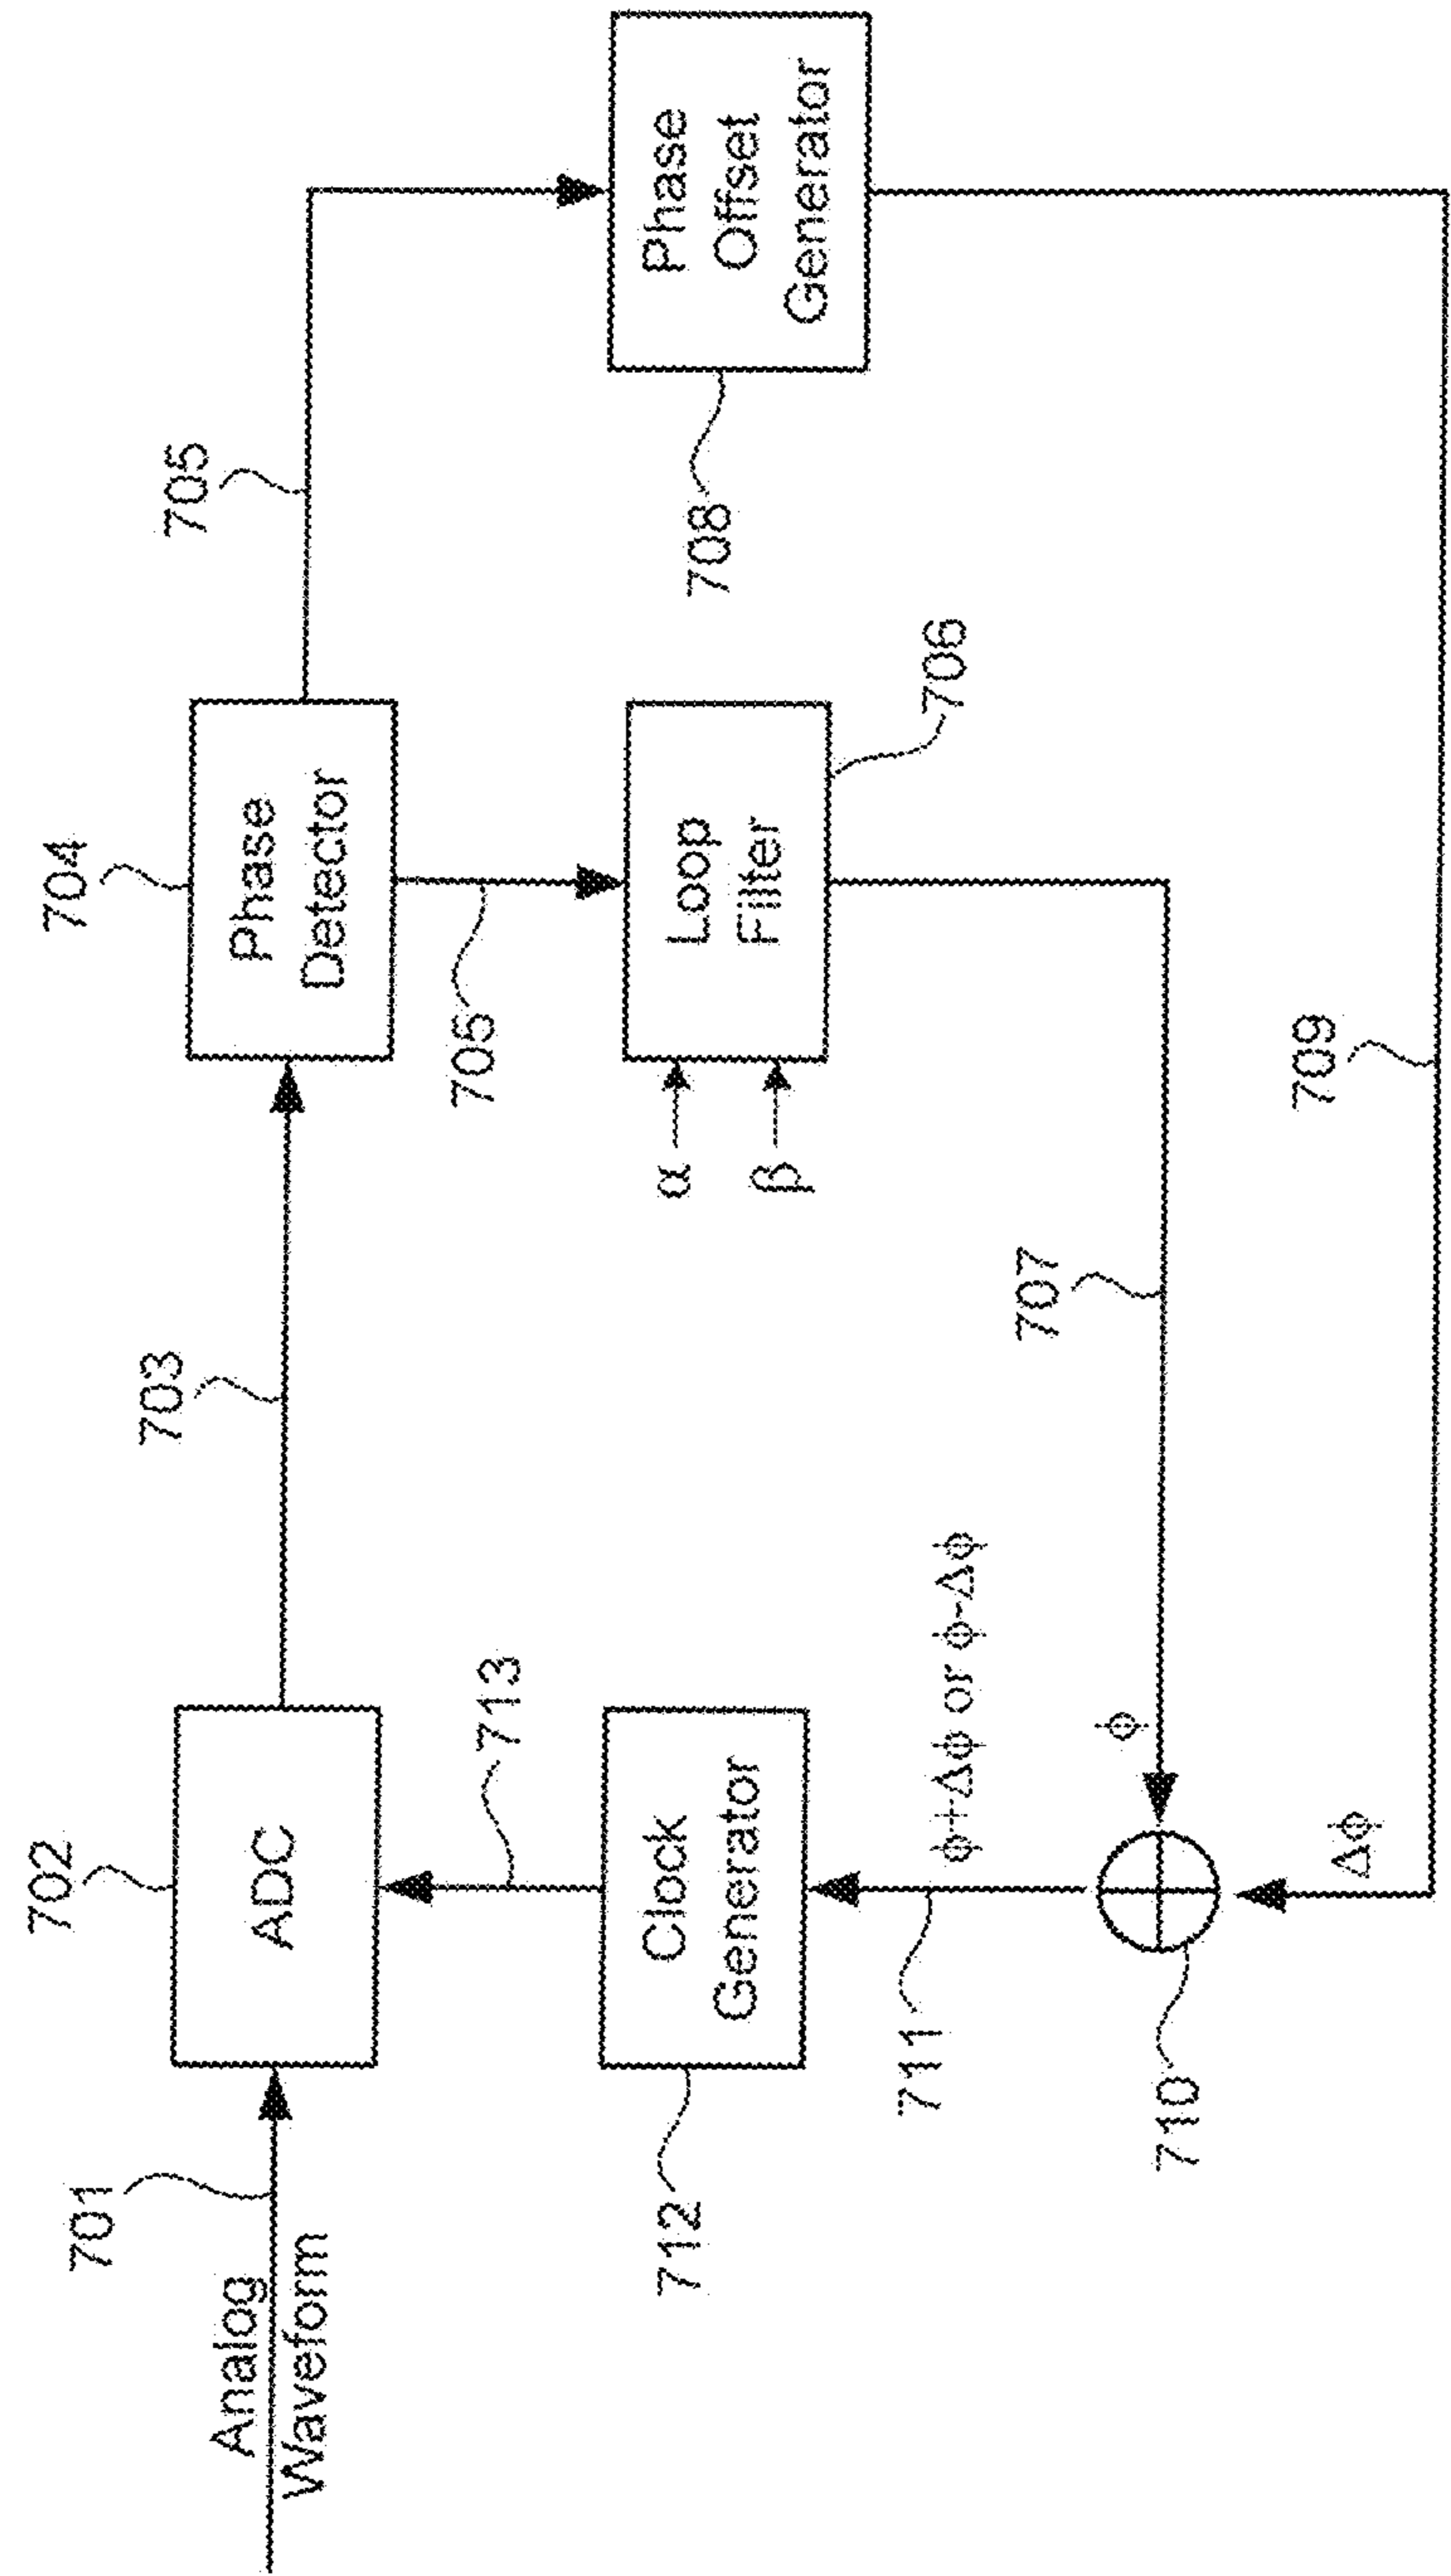 701
Analog
Waveform
702
ADC
703
704
Phase
Detector
705
705
Phase
Offset
Generator
708
Loop
Filter
706
α
β
713
Clock
Generator
712
707
φ+Δφ or φ-Δφ
711
φ
710
Δφ
709